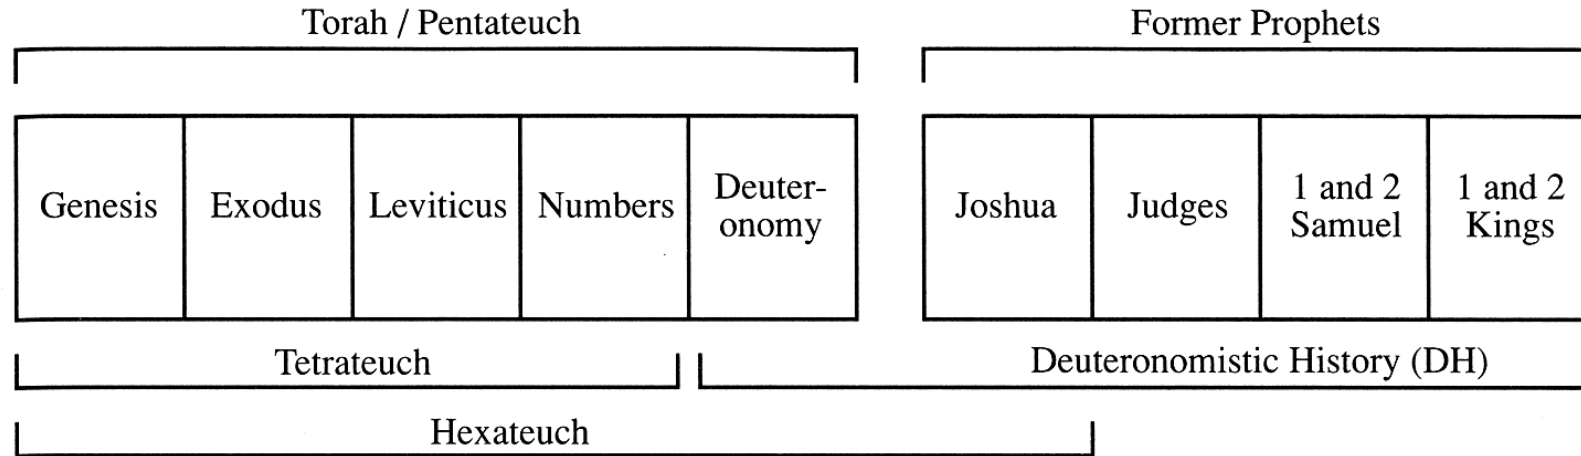 Torah / Pentateuch
Former Prophets
Genesis
Exodus
Leviticus
Numbers
Deuter-
onomy
Joshua
Judges
1 and 2
Samuel
1 and 2
Kings
Tetrateuch
Deuteronomistic History (DH)
Hexateuch